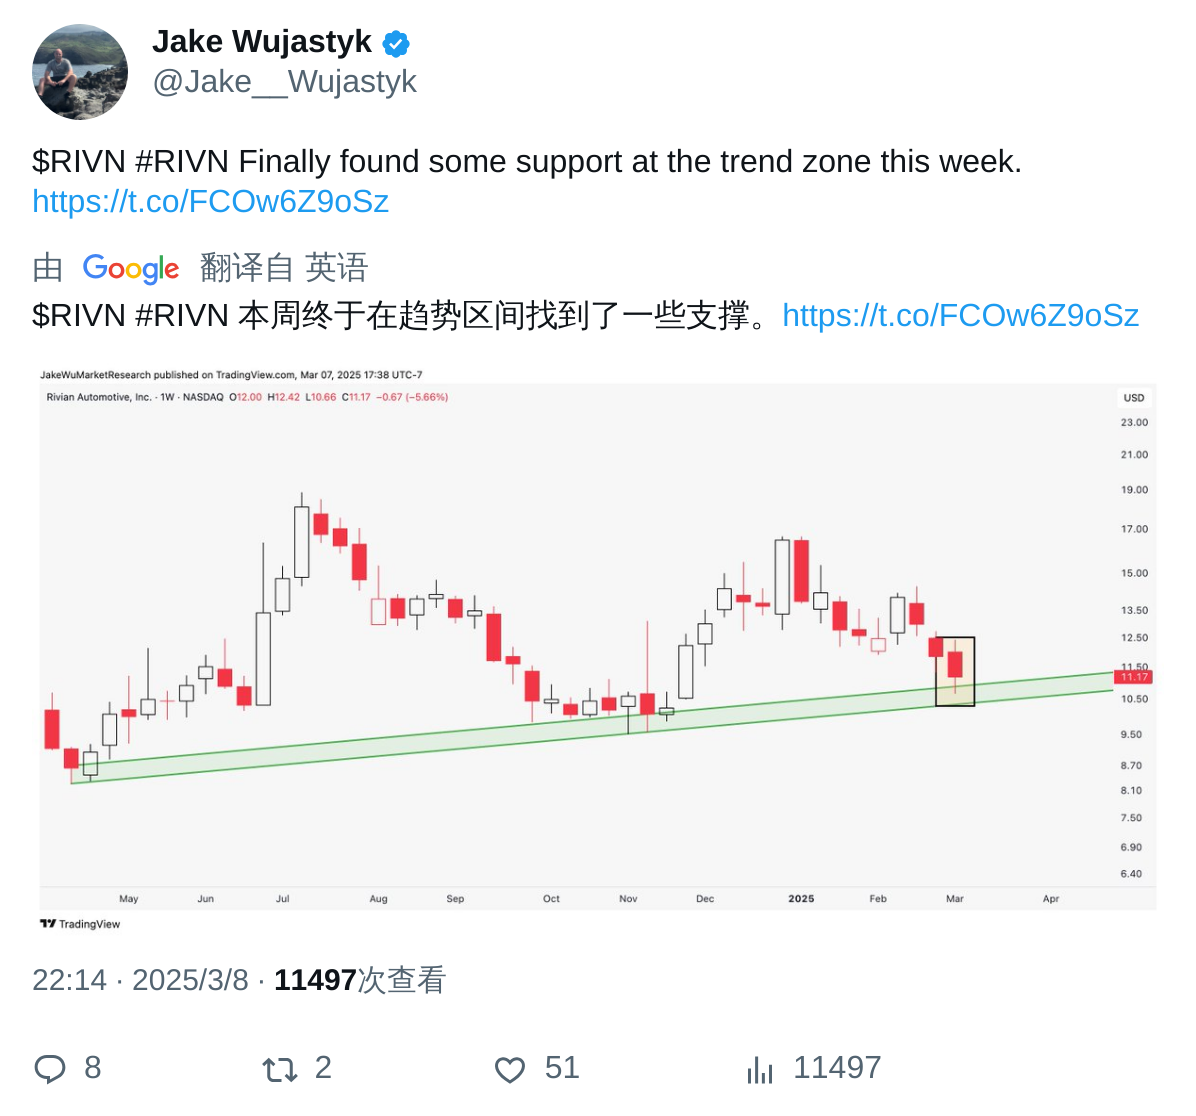 Jake Wujastyk
@Jake__Wujastyk
$RIVN #RIVN Finally found some support at the trend zone this week.
https://t.co/FCOw6Z9oSz
由 Google 翻译自 英语
$RIVN #RIVN 本周终于在趋势区间找到了一些支撑。https://t.co/FCOw6Z9oSz
JakeWuMarketResearch published on TradingView.com, Mar 07, 2025 17:38 UTC-7
Rivian Automotive, Inc. · 1W · NASDAQ O12.00 H12.42 L10.66 C11.17 −0.67 (−5.66%)
USD
23.00
21.00
19.00
17.00
15.00
13.50
12.50
11.50
11.17
10.50
9.50
8.70
8.10
7.50
6.90
6.40
May Jun Jul Aug Sep Oct Nov Dec 2025 Feb Mar Apr
TradingView
22:14 · 2025/3/8 · 11497次查看
8 2 51 11497